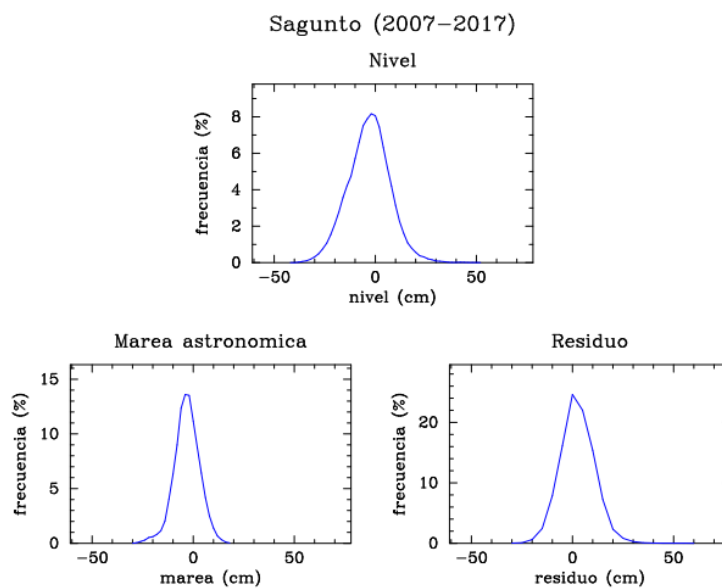 Sagunto (2007-2017)
Nivel
frecuencia (%)
8
6
4
2
0
-50 0 50
nivel (cm)
Marea astronomica
frecuencia (%)
15
10
5
0
-50 0 50
marea (cm)
Residuo
frecuencia (%)
20
10
0
-50 0 50
residuo (cm)